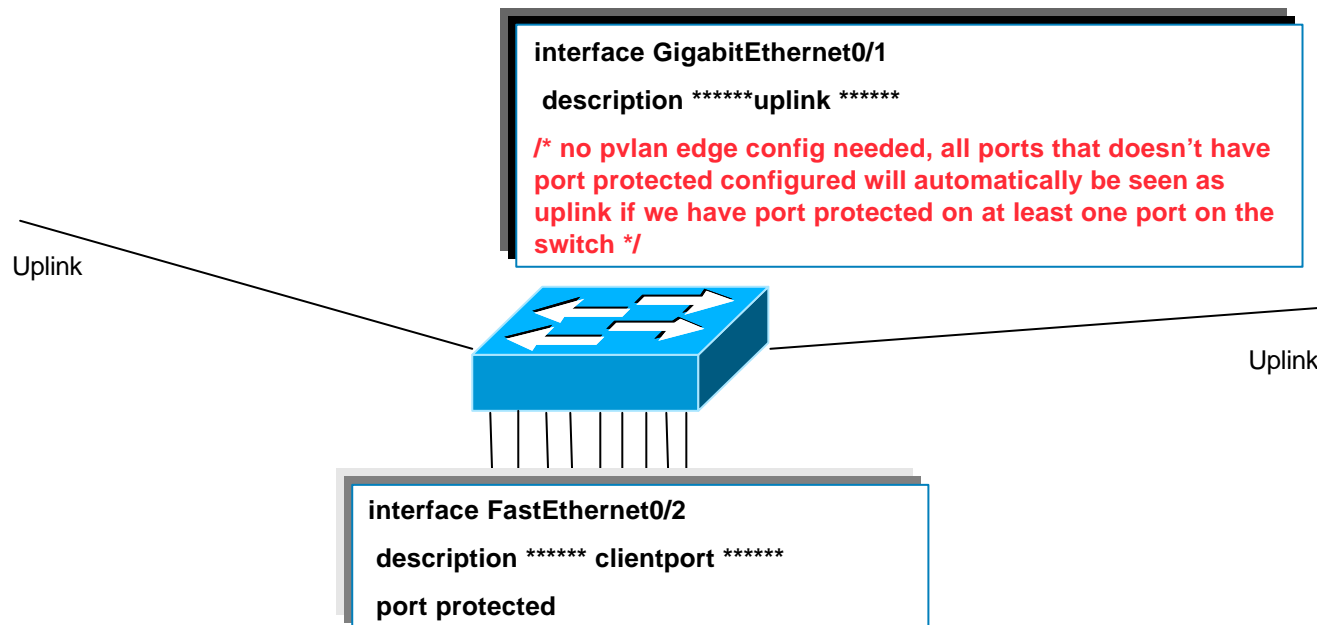 interface GigabitEthernet0/1
description ******uplink ******
/* no pvlan edge config needed, all ports that doesn't have
port protected configured will automatically be seen as
uplink if we have port protected on at least one port on the
switch */
Uplink
Uplink
interface FastEthernet0/2
description ****** clientport ******
port protected